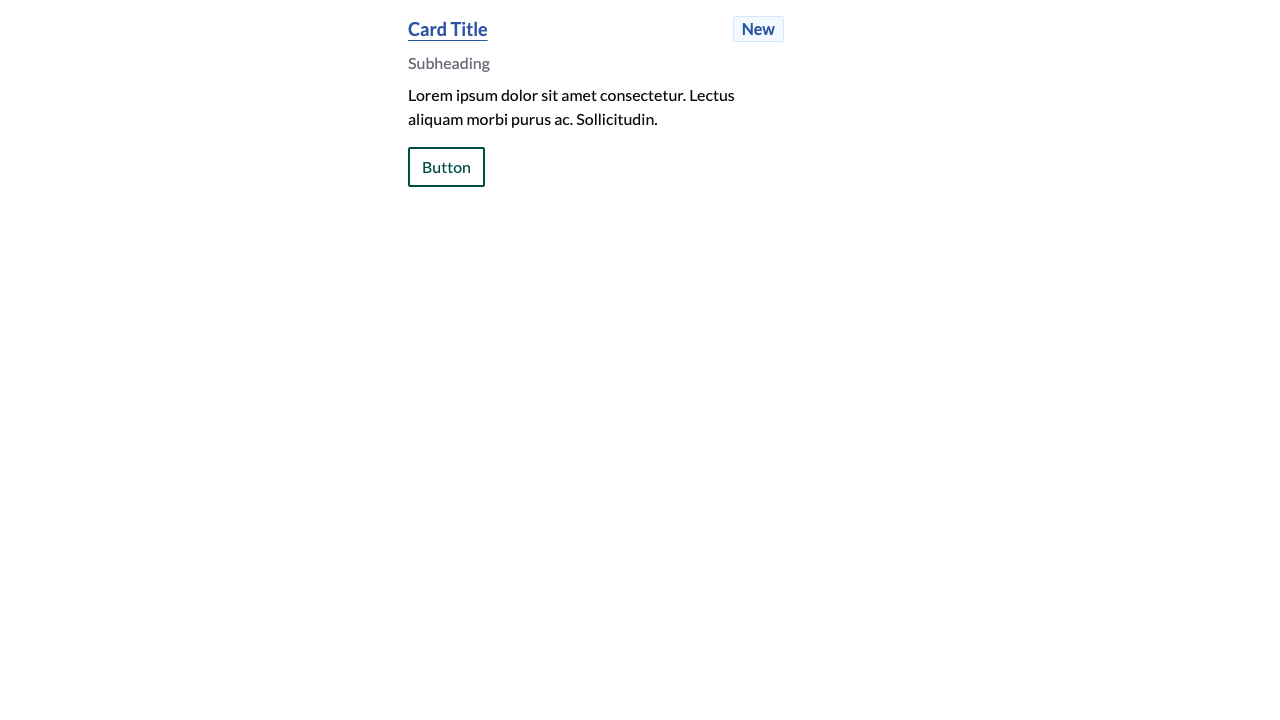 Card Title
New
Subheading
Lorem ipsum dolor sit amet consectetur. Lectus
aliquam morbi purus ac. Sollicitudin.
Button